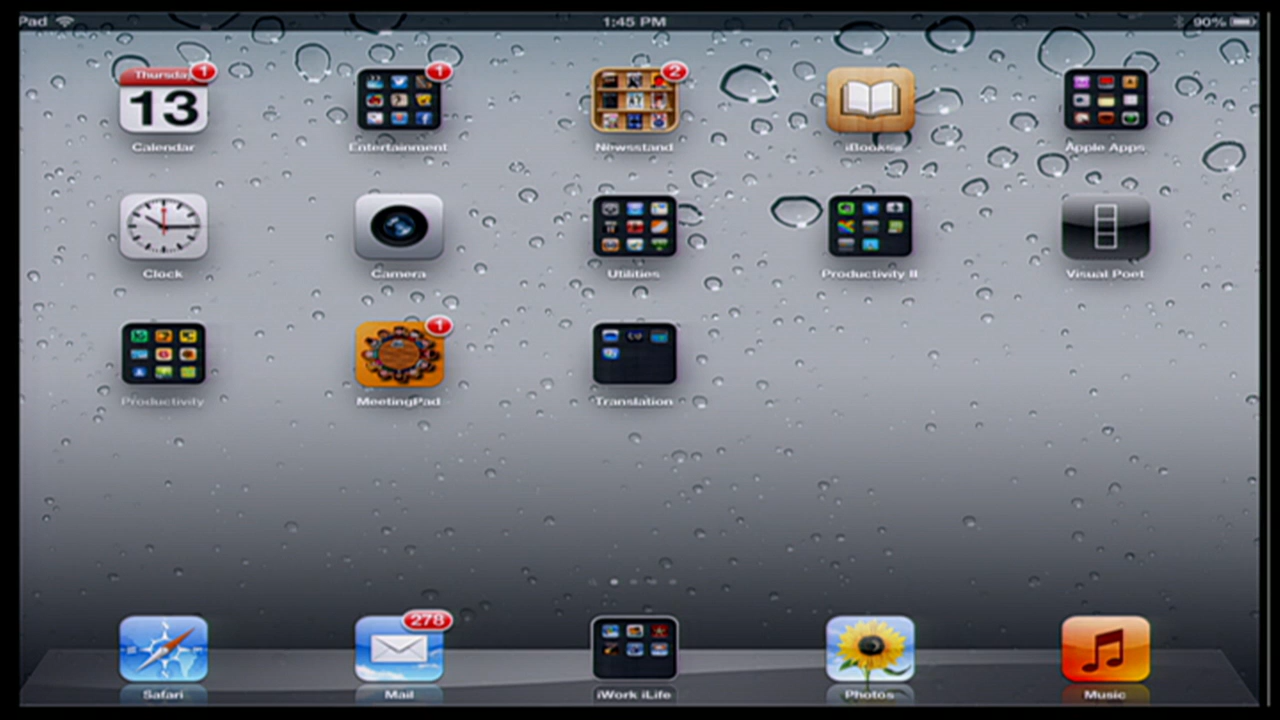 Pad 1:45 PM 90%
Thursday 1 1 2
13
Calendar Entertainment Newsstand iBooks Apple Apps
Clock Camera Utilities Productivity II Visual Poet
1
Productivity MeetingPad Translation
278
Safari Mail iWork iLife Photos Music